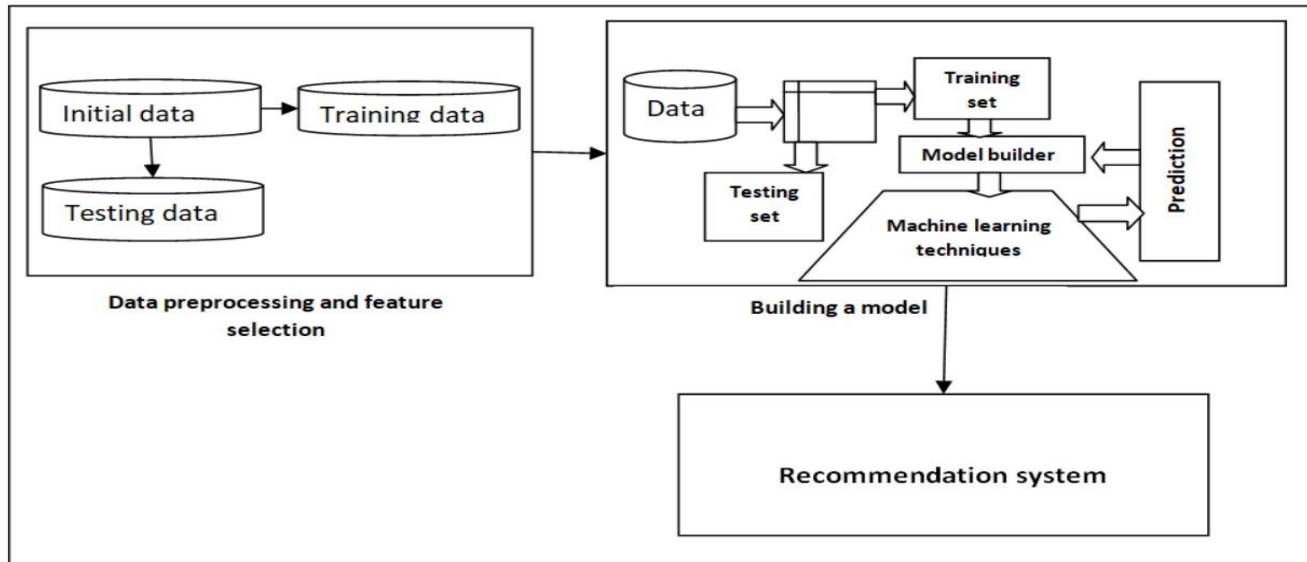 Initial data
Training data
Testing data
Data preprocessing and feature
selection
Data
Training
set
Model builder
Testing
set
Machine learning
techniques
Prediction
Building a model
Recommendation system